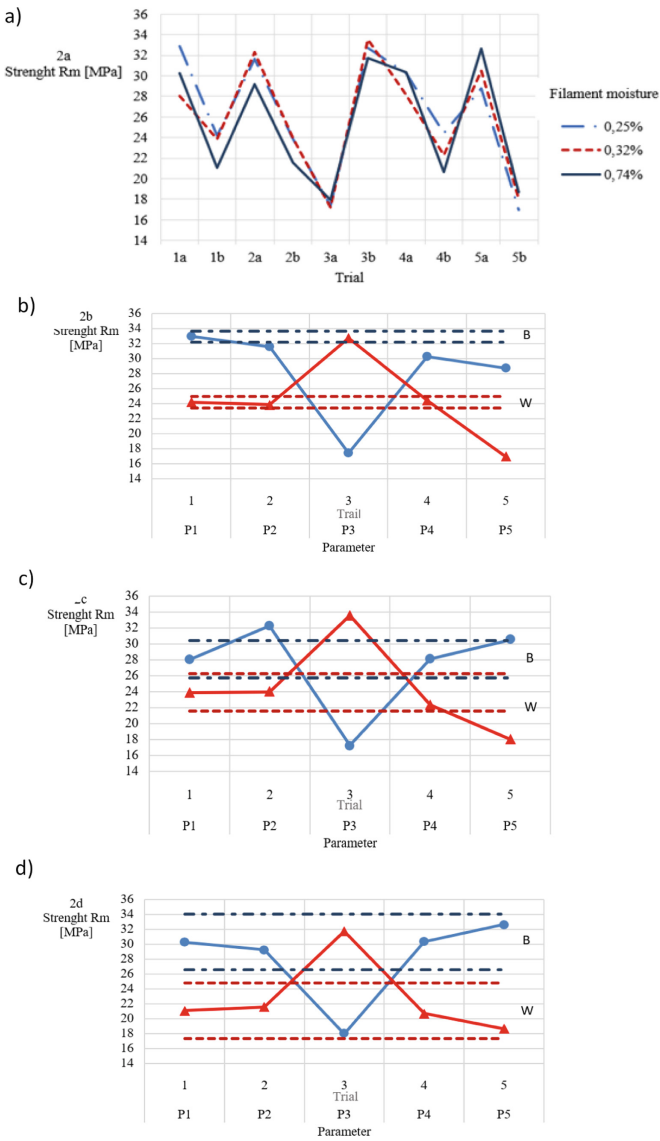 a)
2a
Strenght Rm [MPa]
36
34
32
30
28
26
24
22
20
18
16
14
1a 1b 2a 2b 3a 3b 4a 4b 5a 5b
Trial
Filament moisture
0,25%
0,32%
0,74%
b)
2b
Strenght Rm
[MPa]
36
34
32
30
28
26
24
22
20
18
16
14
B
W
1 2 3 4 5
Trail
P1 P2 P3 P4 P5
Parameter
c)
Strenght Rm
[MPa]
36
34
32
30
28
26
24
22
20
18
16
14
B
W
1 2 3 4 5
Trial
P1 P2 P3 P4 P5
Parameter
d)
2d
Strenght Rm
[MPa]
36
34
32
30
28
26
24
22
20
18
16
14
B
W
1 2 3 4 5
Trial
P1 P2 P3 P4 P5
Parameter